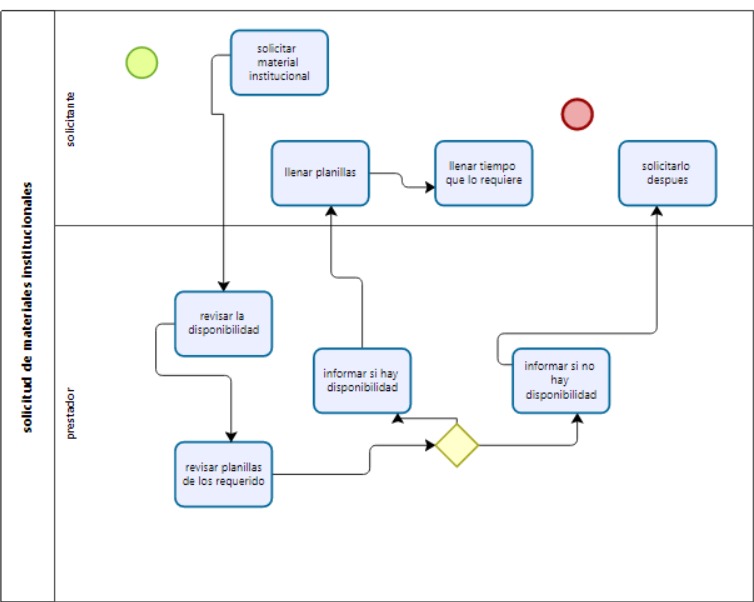 solicitud de materiales institucionales
solicitante
solicitar
material
institucional
llenar planillas
llenar tiempo
que lo requiere
solicitarlo
despues
prestador
revisar la
disponibilidad
informar si hay
disponibilidad
informar si no
hay
disponibilidad
revisar planillas
de los requerido